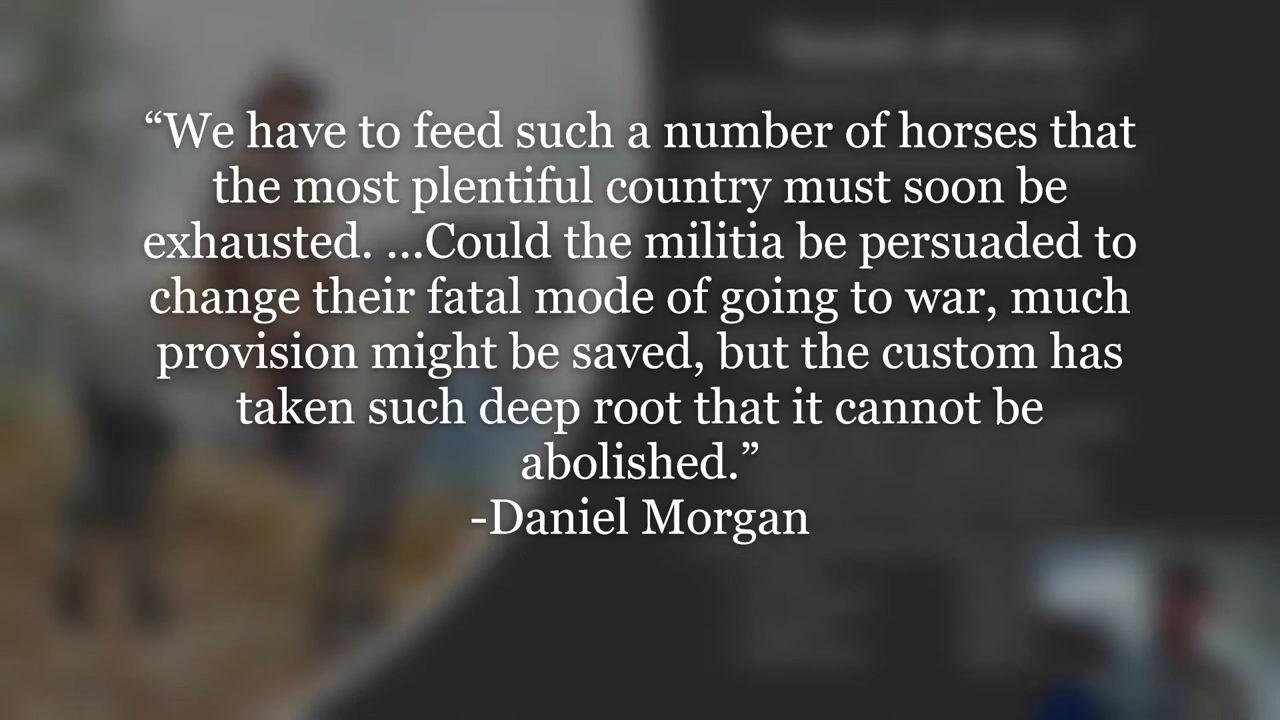 “We have to feed such a number of horses that
the most plentiful country must soon be
exhausted. ...Could the militia be persuaded to
change their fatal mode of going to war, much
provision might be saved, but the custom has
taken such deep root that it cannot be
abolished.”
-Daniel Morgan